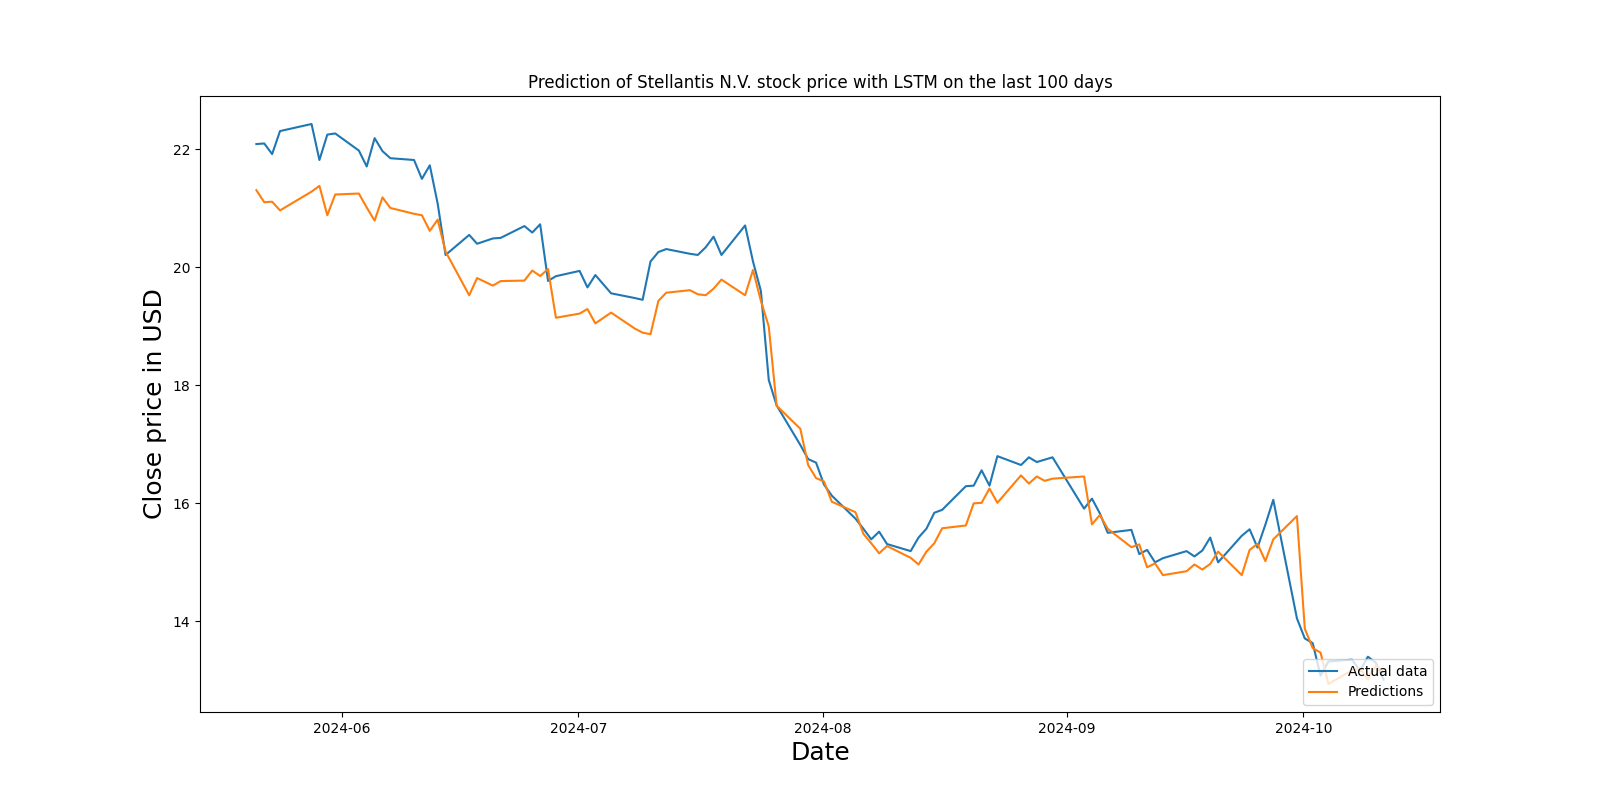 Prediction of Stellantis N.V. stock price with LSTM on the last 100 days
Close price in USD
22
20
18
16
14
2024-06
2024-07
2024-08
2024-09
2024-10
Date
Actual data
Predictions